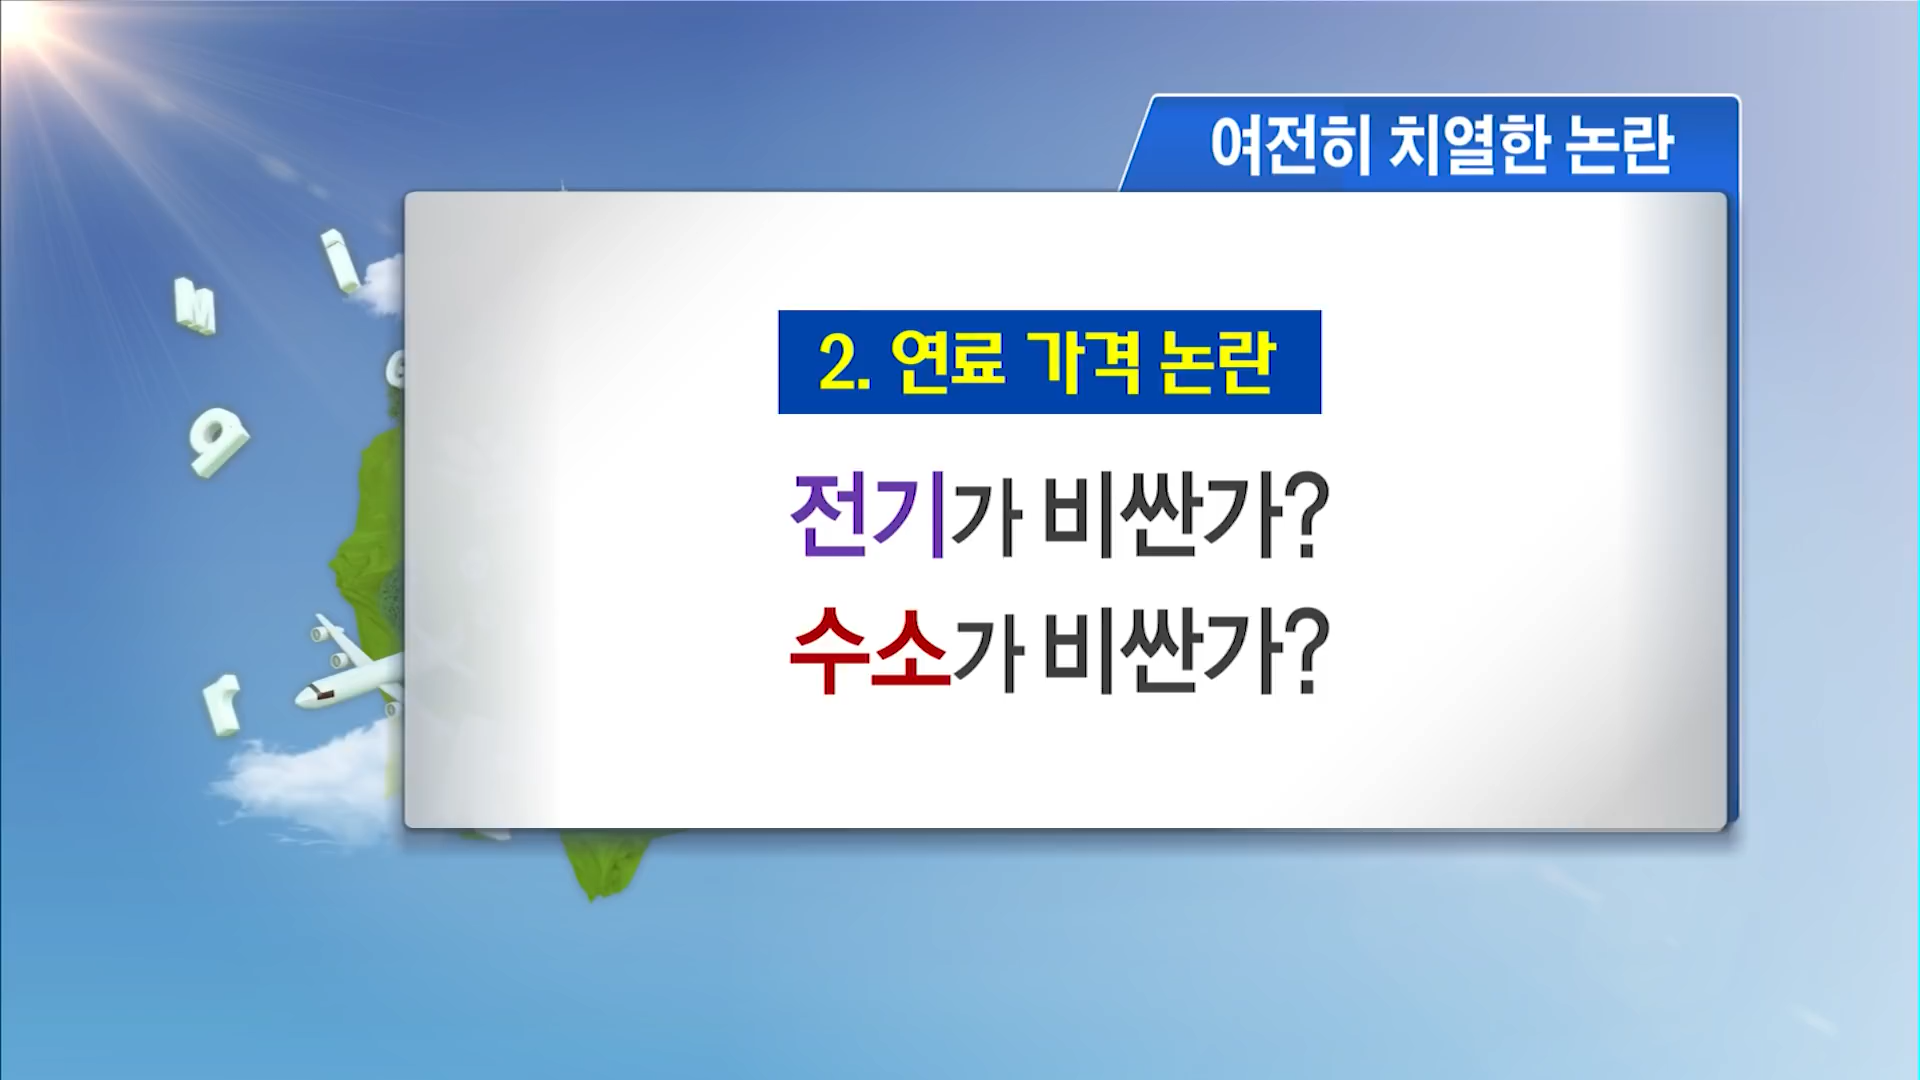 여전히 치열한 논란
2. 연료 가격 논란
전기가 비싼가?
수소가 비싼가?